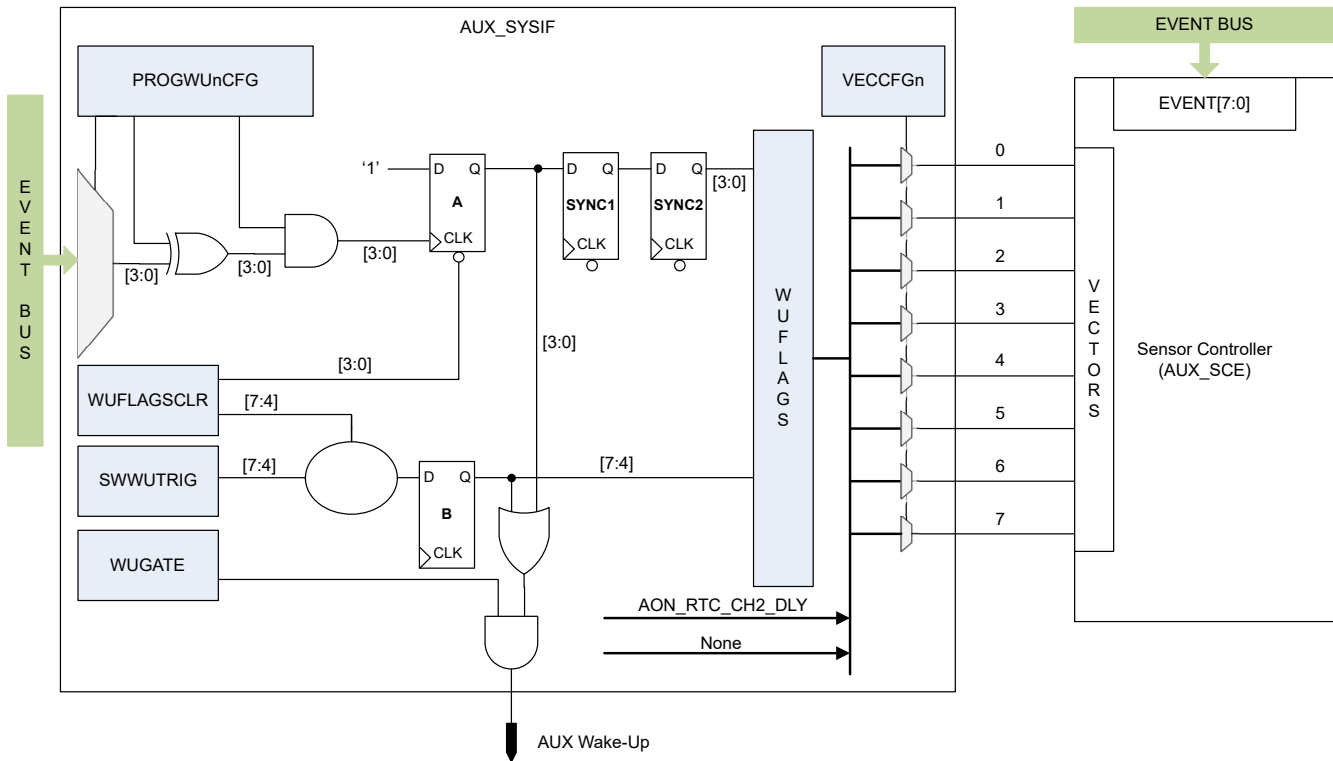 AUX_SYSIF
EVENT BUS
PROGWUnCFG
VECCFGn
EVENT[7:0]
E
V
E
N
T
B
U
S
'1'
D Q
A
CLK
D Q
SYNC1
CLK
D Q
SYNC2
CLK
[3:0]
[3:0]
[3:0]
[3:0]
[3:0]
[3:0]
W
U
F
L
A
G
S
0
1
2
3
4
5
6
7
V
E
C
T
O
R
S
Sensor Controller
(AUX_SCE)
WUFLAGSCLR
[7:4]
SWWUTRIG
[7:4]
D Q
B
CLK
[7:4]
WUGATE
AON_RTC_CH2_DLY
None
AUX Wake-Up